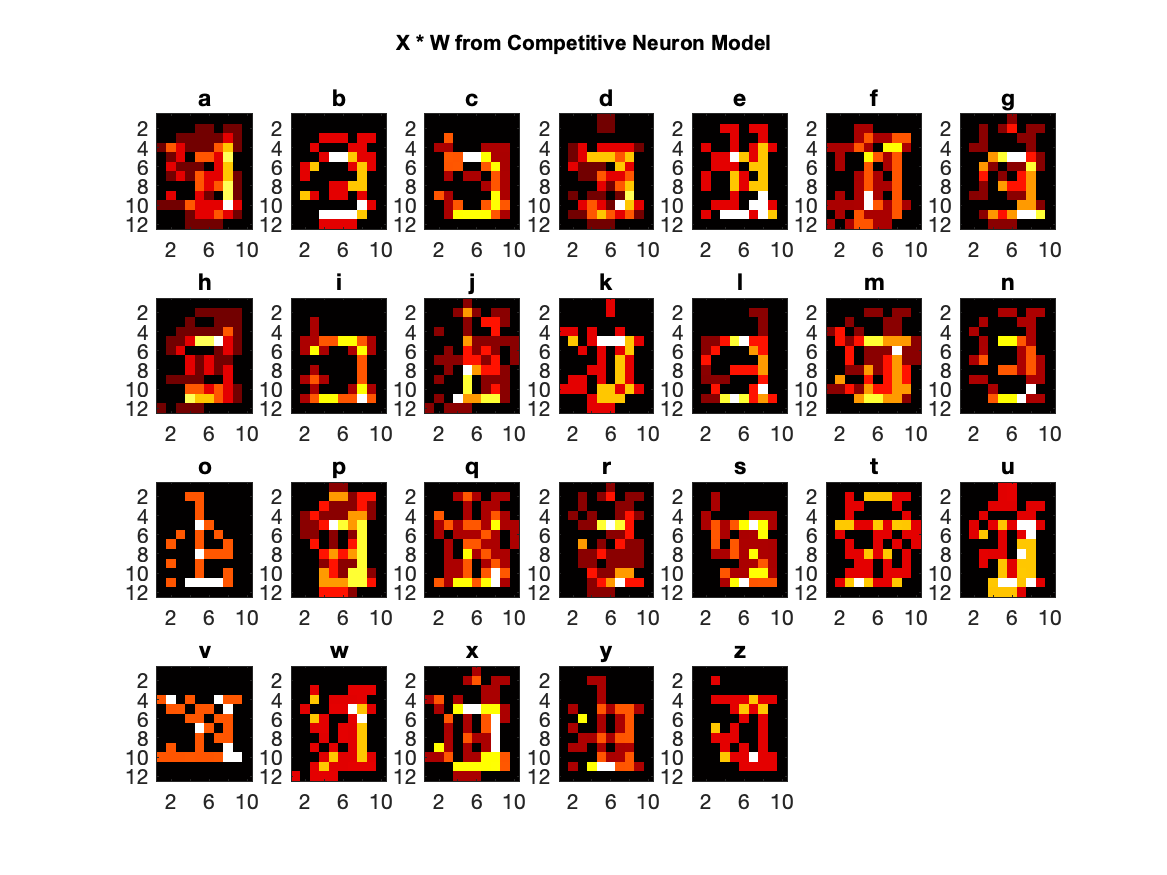 X * W from Competitive Neuron Model
a b c d e f g
2 2 2 2 2 2 2
4 4 4 4 4 4 4
6 6 6 6 6 6 6
8 8 8 8 8 8 8
10 10 10 10 10 10 10
12 12 12 12 12 12 12
2 6 10 2 6 10 2 6 10 2 6 10 2 6 10 2 6 10 2 6 10
h i j k l m n
2 2 2 2 2 2 2
4 4 4 4 4 4 4
6 6 6 6 6 6 6
8 8 8 8 8 8 8
10 10 10 10 10 10 10
12 12 12 12 12 12 12
2 6 10 2 6 10 2 6 10 2 6 10 2 6 10 2 6 10 2 6 10
o p q r s t u
2 2 2 2 2 2 2
4 4 4 4 4 4 4
6 6 6 6 6 6 6
8 8 8 8 8 8 8
10 10 10 10 10 10 10
12 12 12 12 12 12 12
2 6 10 2 6 10 2 6 10 2 6 10 2 6 10 2 6 10 2 6 10
v w x y z
2 2 2 2 2
4 4 4 4 4
6 6 6 6 6
8 8 8 8 8
10 10 10 10 10
12 12 12 12 12
2 6 10 2 6 10 2 6 10 2 6 10 2 6 10